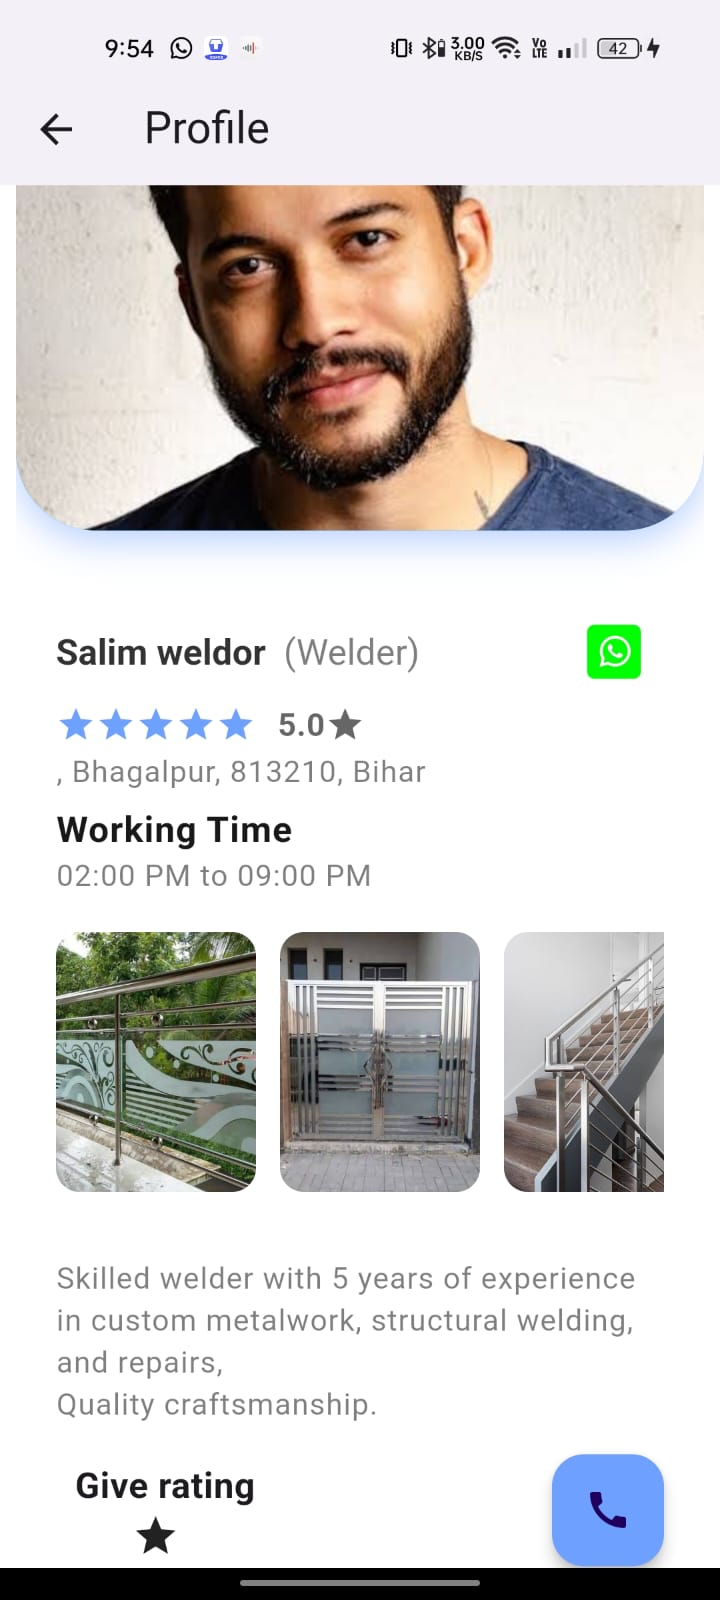 9:54
3.00
KB/S
Vo
LTE
42
Profile
Salim weldor (Welder)
5.0
, Bhagalpur, 813210, Bihar
Working Time
02:00 PM to 09:00 PM
Skilled welder with 5 years of experience
in custom metalwork, structural welding,
and repairs,
Quality craftsmanship.
Give rating